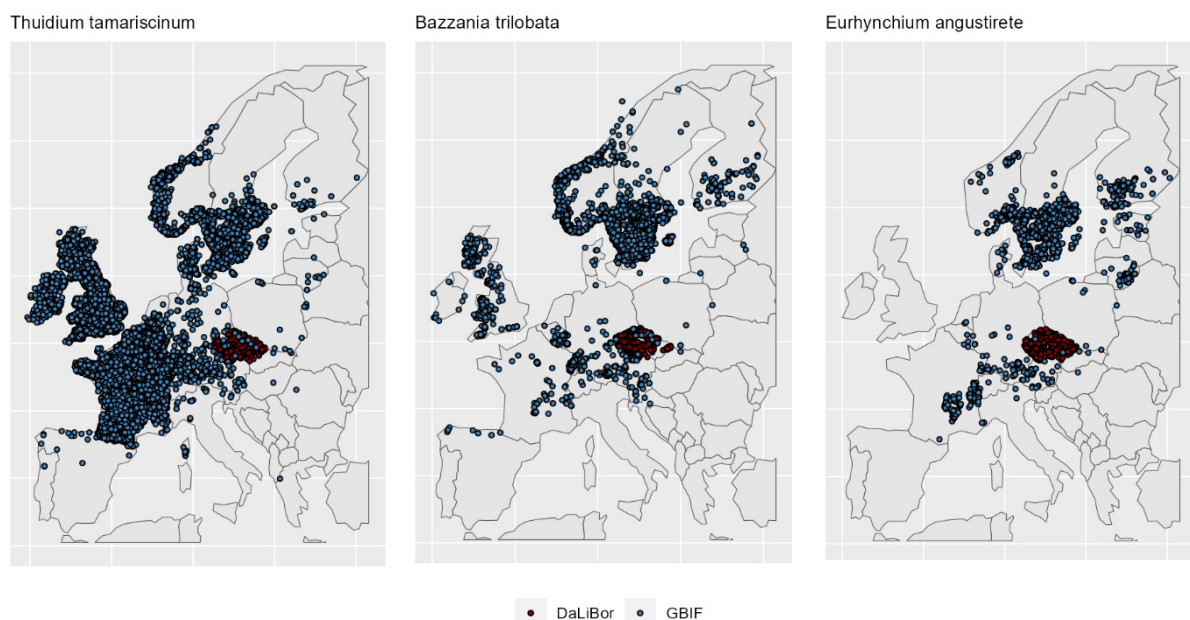 Thuidium tamariscinum
Bazzania trilobata
Eurhynchium angustirete
DaLiBor
GBIF